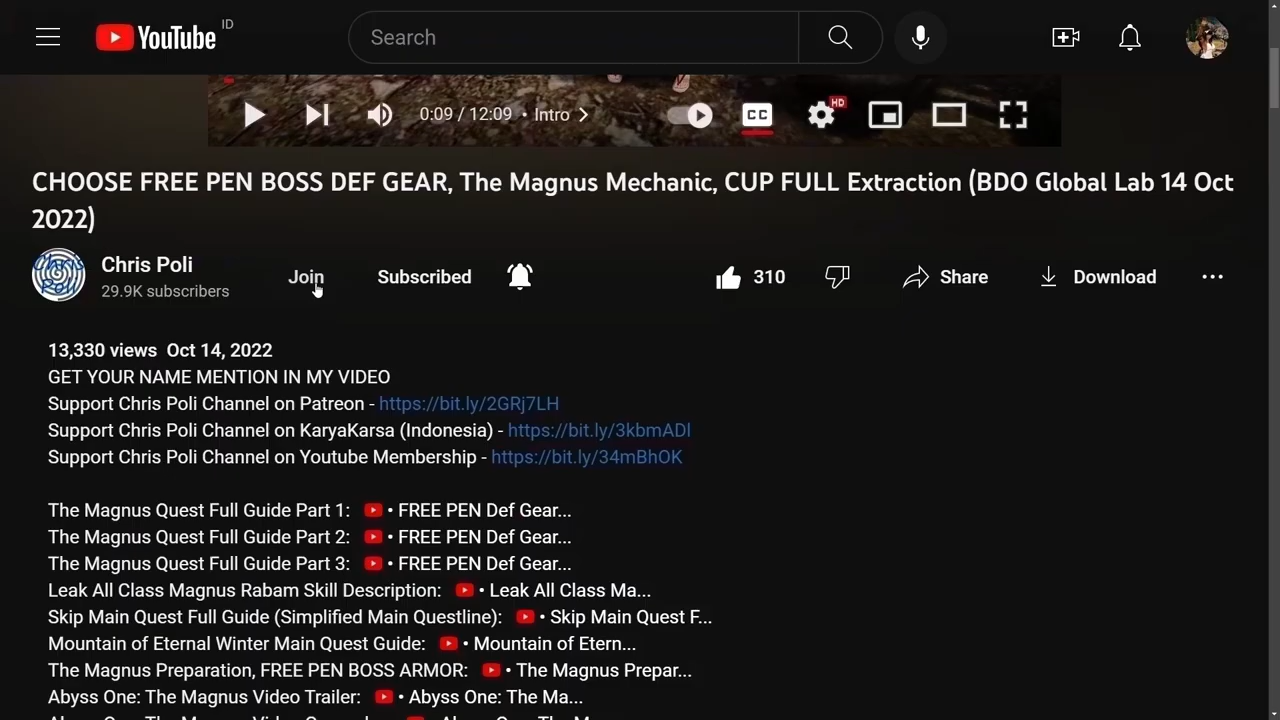 YouTube ID
Search
0:09 / 12:09 • Intro
CC
HD
CHOOSE FREE PEN BOSS DEF GEAR, The Magnus Mechanic, CUP FULL Extraction (BDO Global Lab 14 Oct
2022)
Chris Poli
29.9K subscribers
Join
Subscribed
310
Share
Download
13,330 views Oct 14, 2022
GET YOUR NAME MENTION IN MY VIDEO
Support Chris Poli Channel on Patreon - https://bit.ly/2GRj7LH
Support Chris Poli Channel on KaryaKarsa (Indonesia) - https://bit.ly/3kbmADl
Support Chris Poli Channel on Youtube Membership - https://bit.ly/34mBhOK
The Magnus Quest Full Guide Part 1: • FREE PEN Def Gear...
The Magnus Quest Full Guide Part 2: • FREE PEN Def Gear...
The Magnus Quest Full Guide Part 3: • FREE PEN Def Gear...
Leak All Class Magnus Rabam Skill Description: • Leak All Class Ma...
Skip Main Quest Full Guide (Simplified Main Questline): • Skip Main Quest F...
Mountain of Eternal Winter Main Quest Guide: • Mountain of Etern...
The Magnus Preparation, FREE PEN BOSS ARMOR: • The Magnus Prepar...
Abyss One: The Magnus Video Trailer: • Abyss One: The Ma...